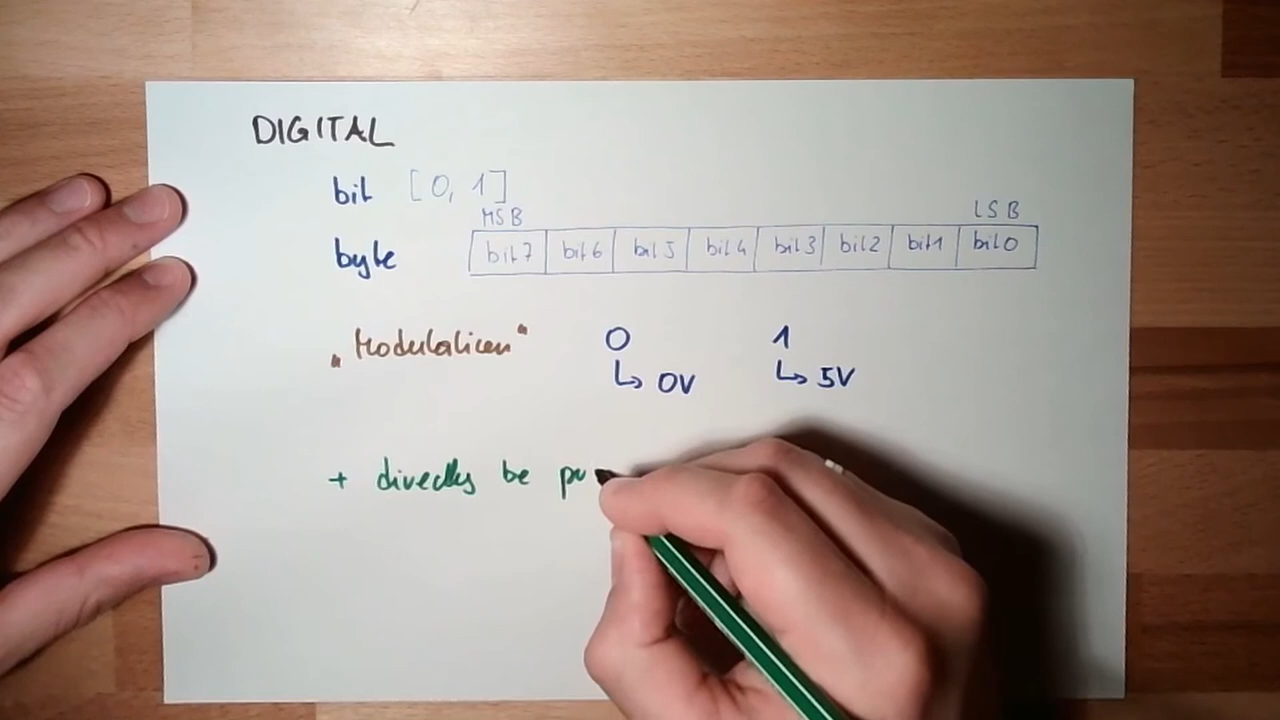 DIGITAL
bit [0, 1]
MSB LSB
byte bit7 bit6 bit5 bit4 bit3 bit2 bit1 bit0
„Modulation" 0 1
↳ 0V ↳ 5V
+ directly be